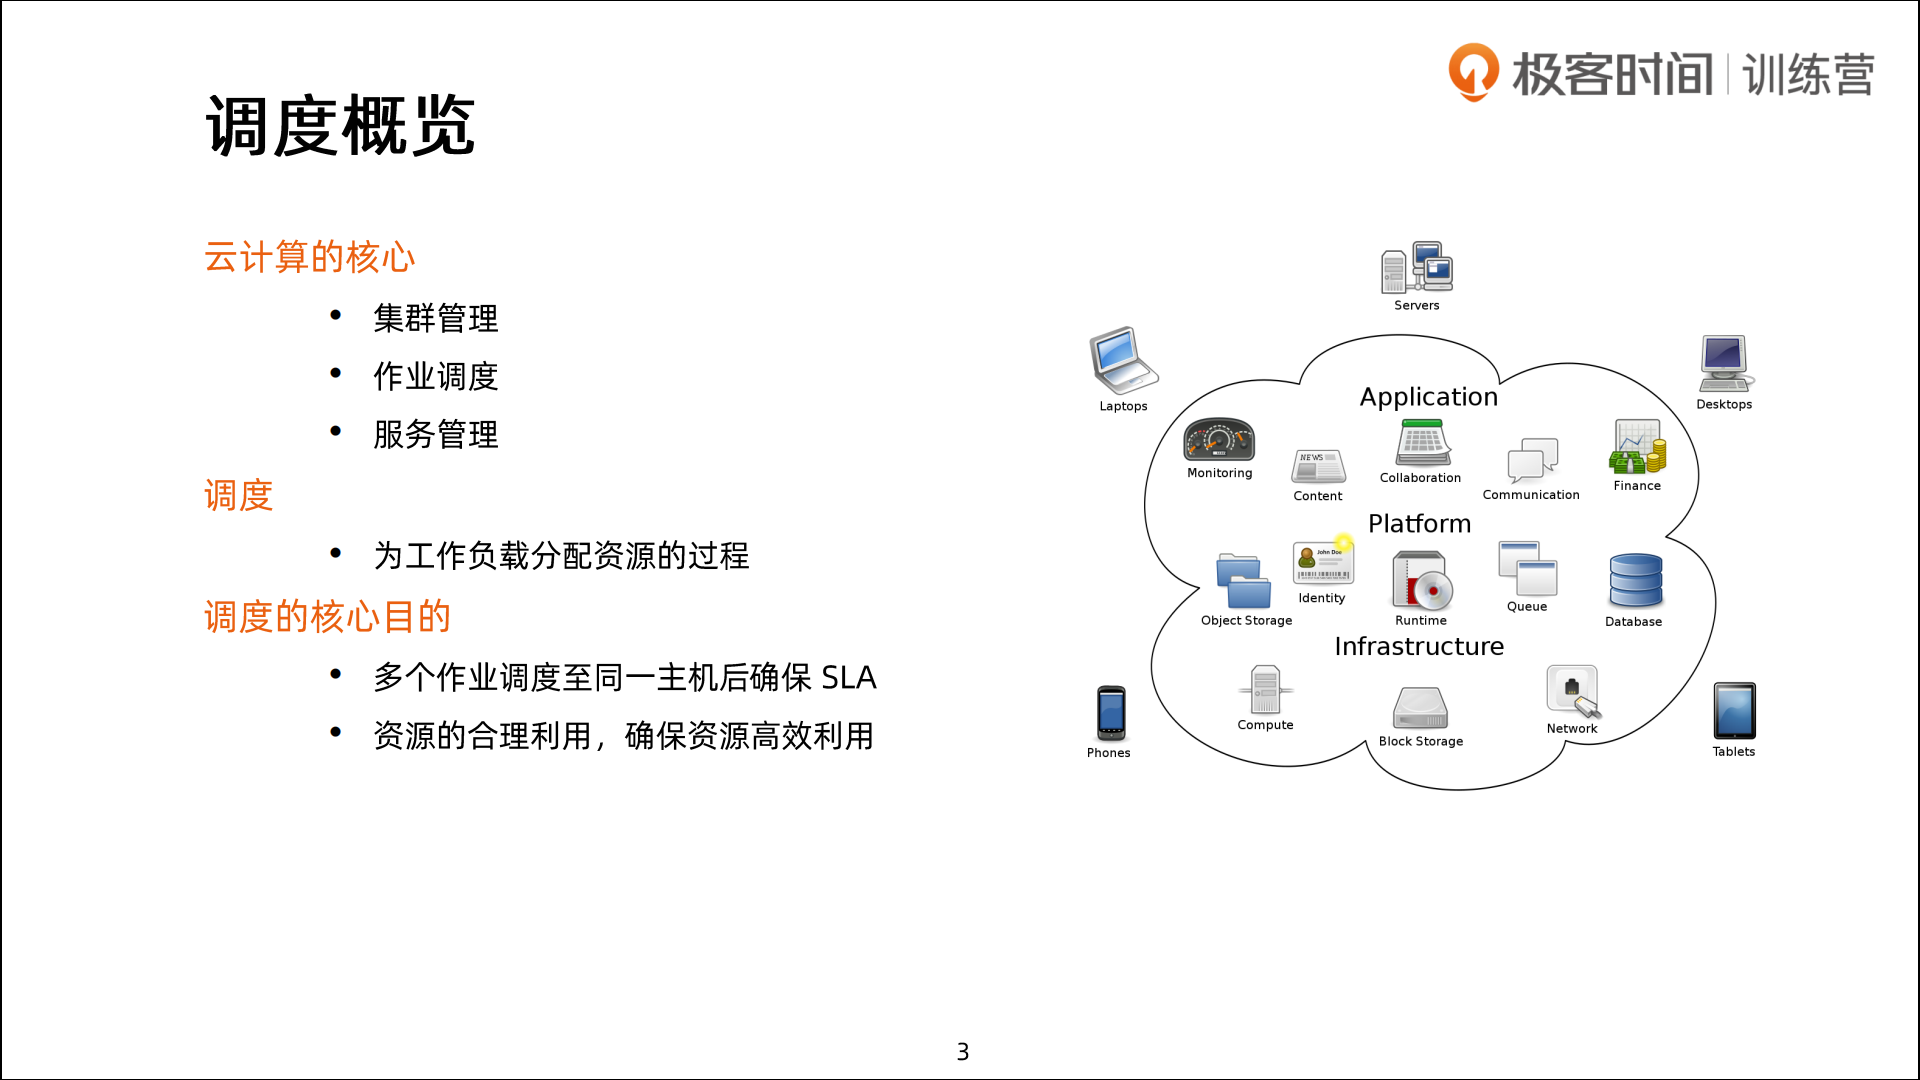 极客时间 | 训练营
调度概览
云计算的核心
• 集群管理
• 作业调度
• 服务管理
调度
• 为工作负载分配资源的过程
调度的核心目的
• 多个作业调度至同一主机后确保 SLA
• 资源的合理利用，确保资源高效利用
Servers
Laptops
Desktops
Application
Monitoring
NEWS
Content
Collaboration
Communication
Finance
Platform
John Doe
Object Storage
Identity
Runtime
Queue
Database
Infrastructure
Compute
Block Storage
Network
Phones
Tablets
3